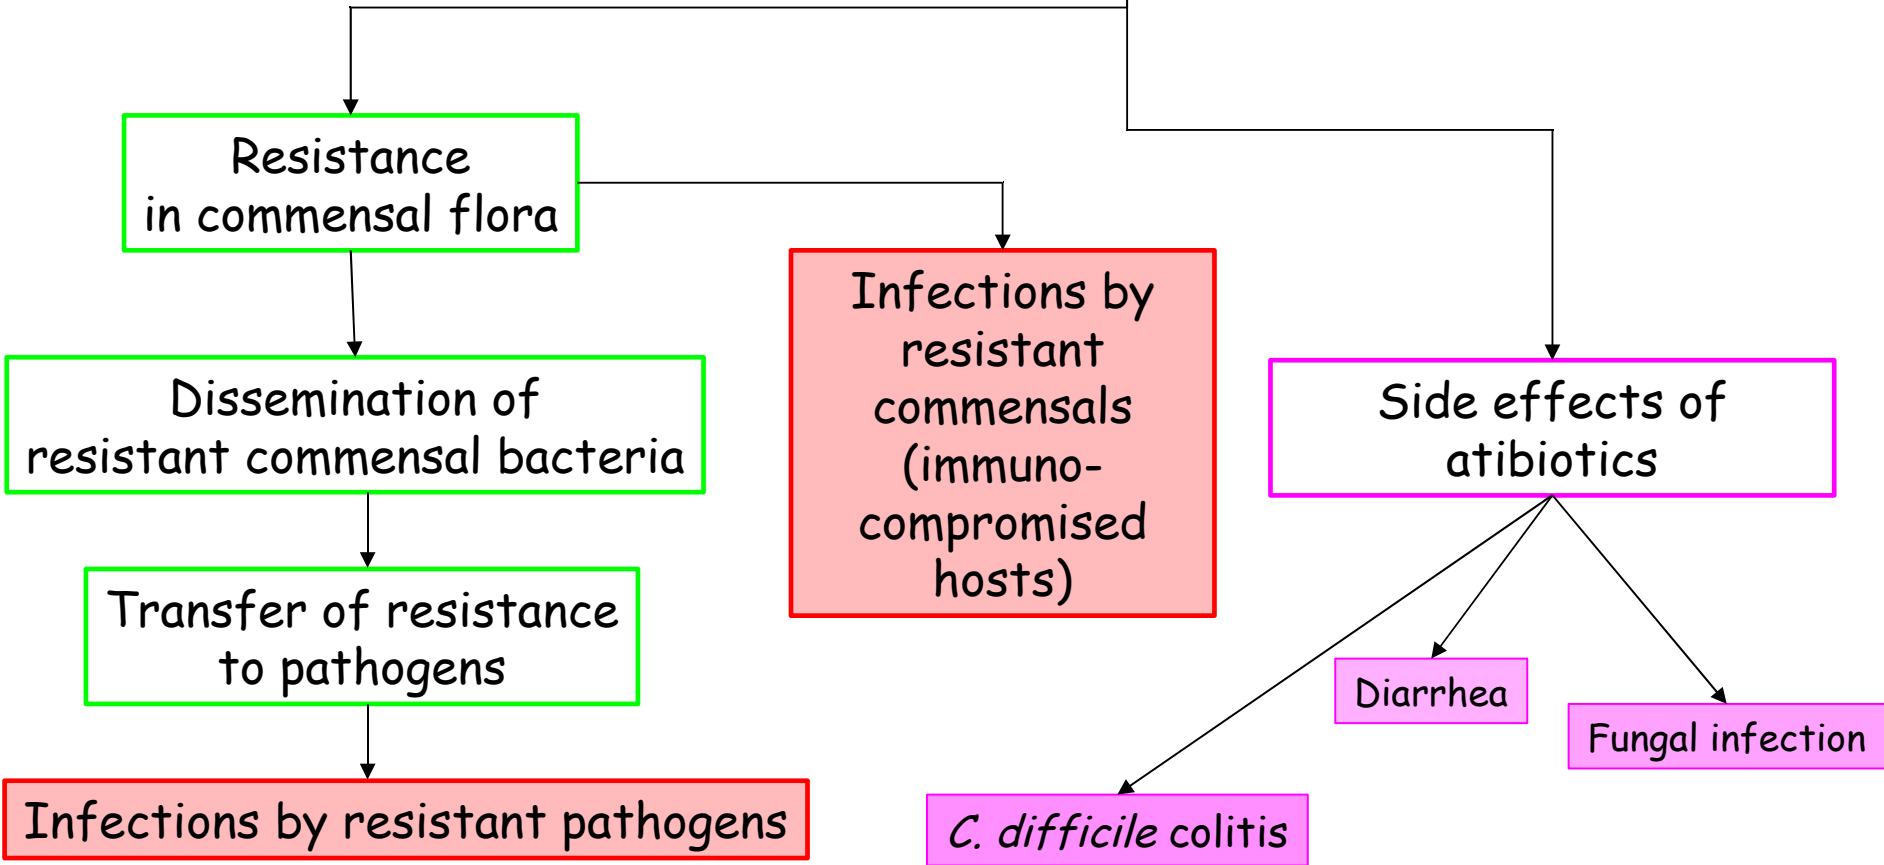 Resistance
in commensal flora
Infections by
resistant
commensals
(immuno-
compromised
hosts)
Dissemination of
resistant commensal bacteria
Side effects of
atibiotics
Transfer of resistance
to pathogens
Diarrhea
Fungal infection
Infections by resistant pathogens
C. difficile colitis